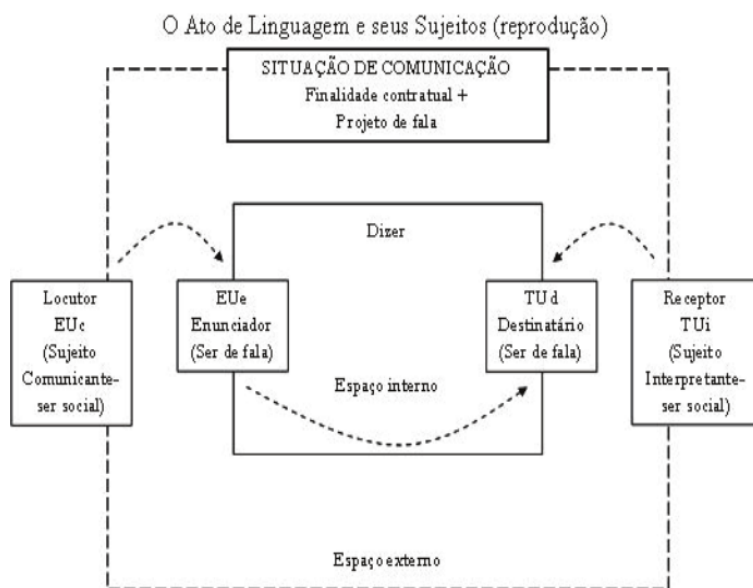 O Ato de Linguagem e seus Sujeitos (reprodução)
SITUAÇÃO DE COMUNICAÇÃO
Finalidade contratual +
Projeto de fala
Dizer
Locutor
EUc
(Sujeito
Comunicante-
ser social)
EUe
Enunciador
(Ser de fala)
TUd
Destinatário
(Ser de fala)
Receptor
TUi
(Sujeito
Interpretante-
ser social)
Espaço interno
Espaço externo